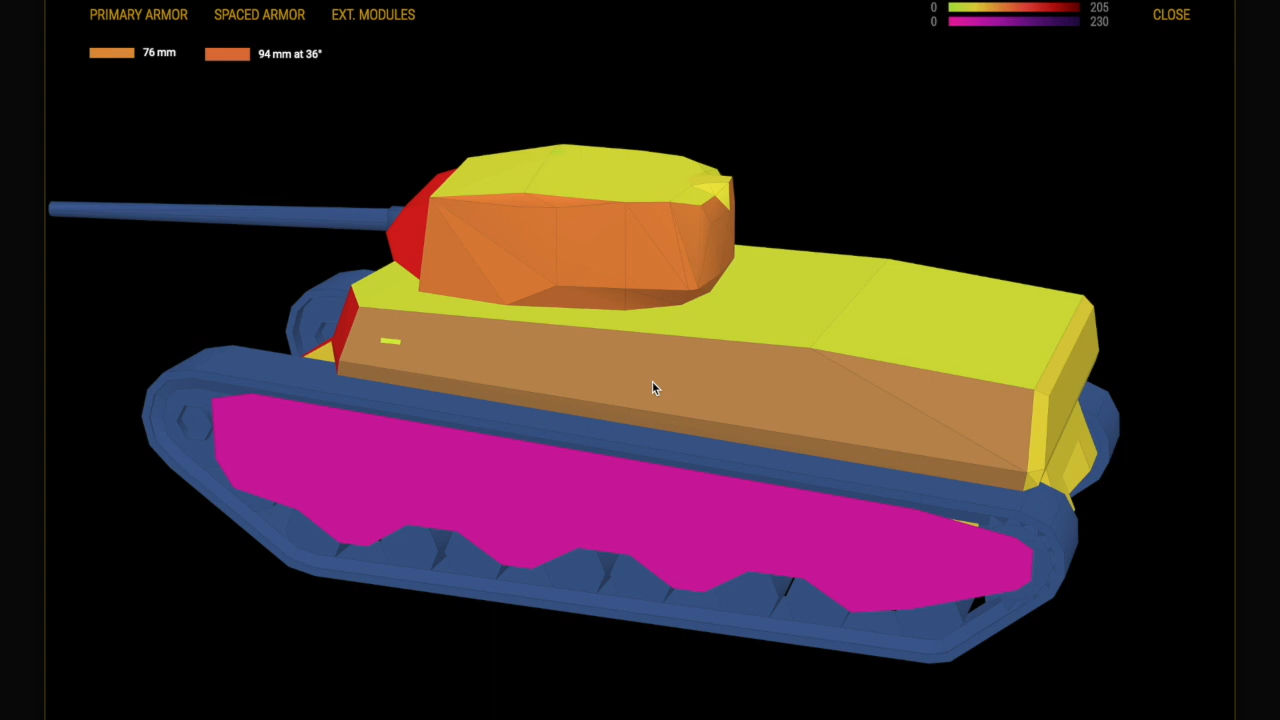 PRIMARY ARMOR SPACED ARMOR EXT. MODULES
0 205
0 230
CLOSE
76 mm 94 mm at 36°